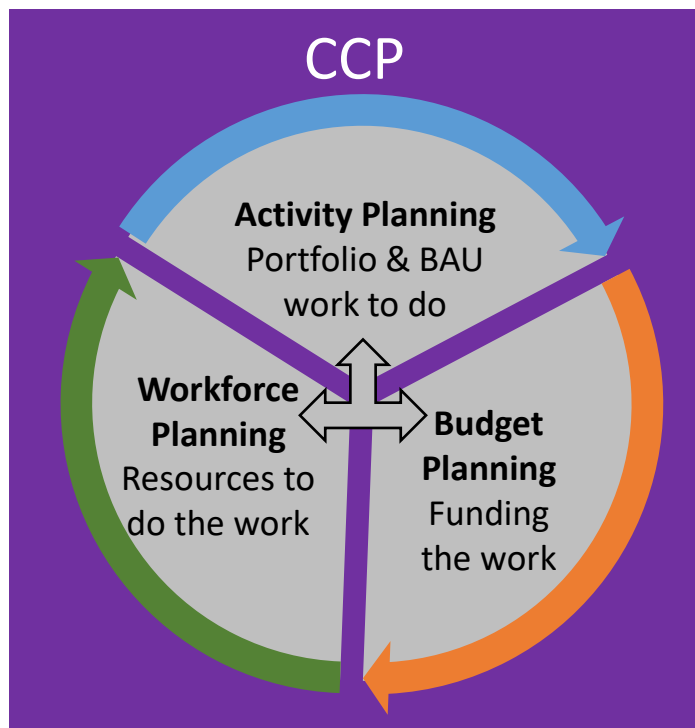 CCP
Activity Planning
Portfolio & BAU
work to do
Workforce
Planning
Resources to
do the work
Budget
Planning
Funding
the work